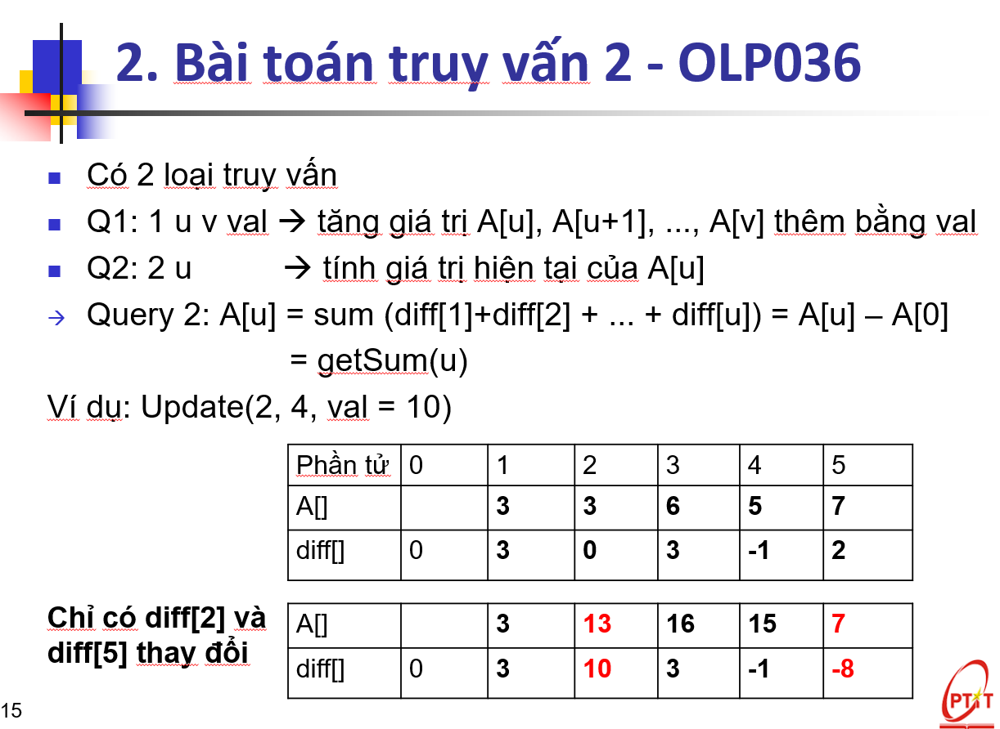 2. Bài toán truy vấn 2 - OLP036
Có 2 loại truy vấn
Q1: 1 u v val → tăng giá trị A[u], A[u+1], ..., A[v] thêm bằng val
Q2: 2 u → tính giá trị hiện tại của A[u]
→ Query 2: A[u] = sum (diff[1]+diff[2] + ... + diff[u]) = A[u] – A[0]
= getSum(u)
Ví dụ: Update(2, 4, val = 10)
Phần tử 0 1 2 3 4 5
A[] 3 3 6 5 7
diff[] 0 3 0 3 -1 2
Chỉ có diff[2] và
diff[5] thay đổi
A[] 3 13 16 15 7
diff[] 0 3 10 3 -1 -8
PTIT
15